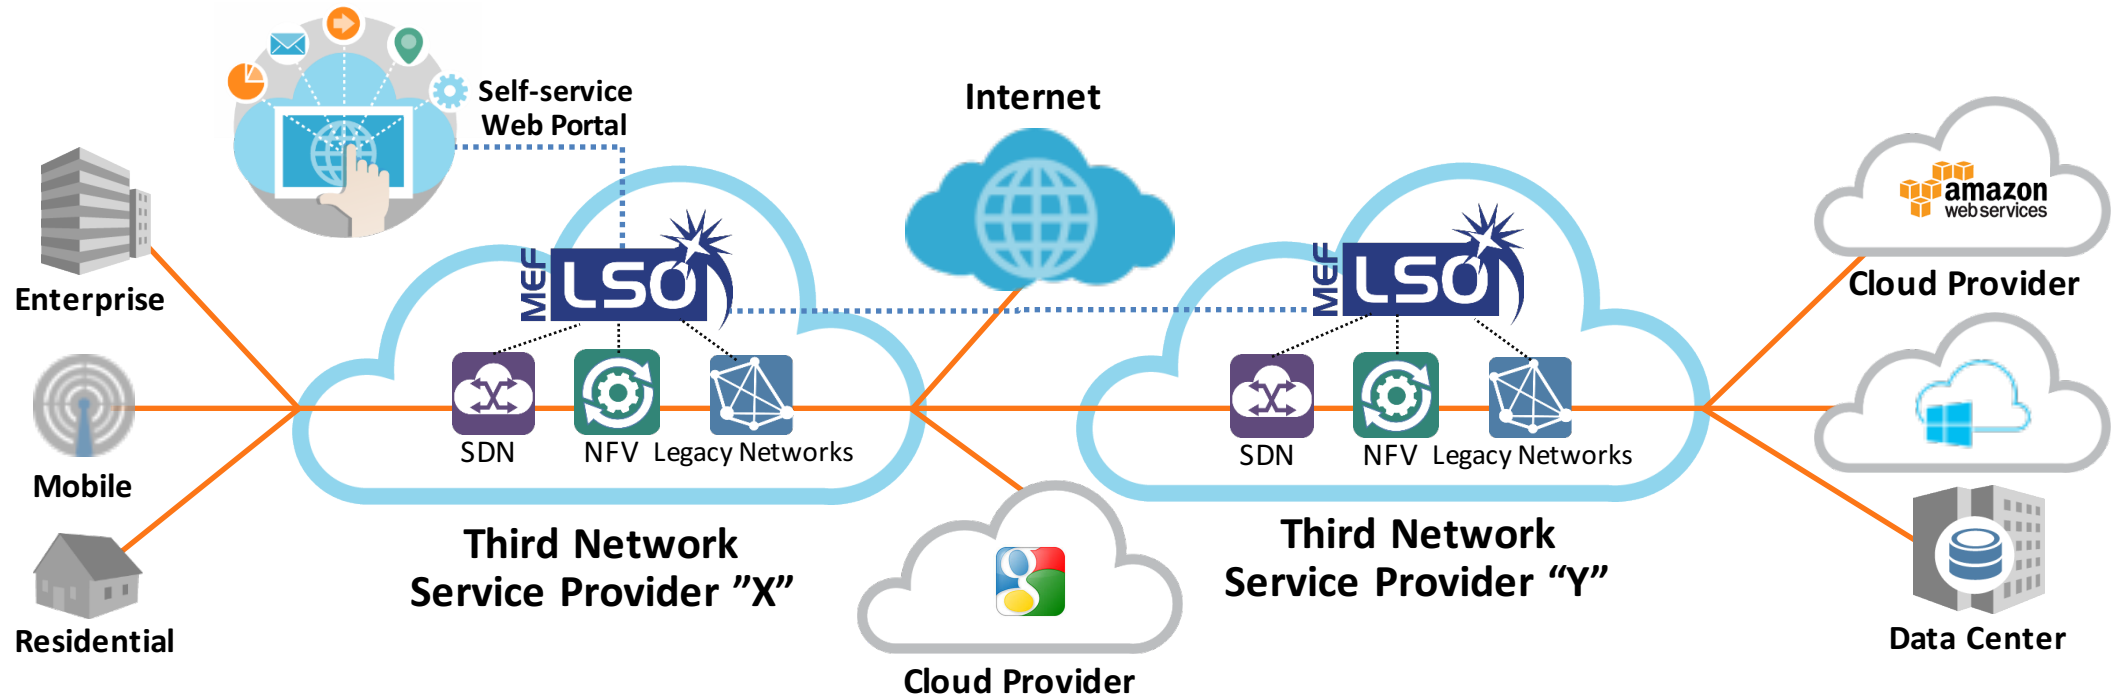 Self-service
Web Portal
Internet
Enterprise
Mobile
Residential
MEF
LSO
SDN
NFV
Legacy Networks
Third Network
Service Provider ”X”
Cloud Provider
MEF
LSO
SDN
NFV
Legacy Networks
Third Network
Service Provider “Y”
amazon
webservices
Cloud Provider
Data Center
g